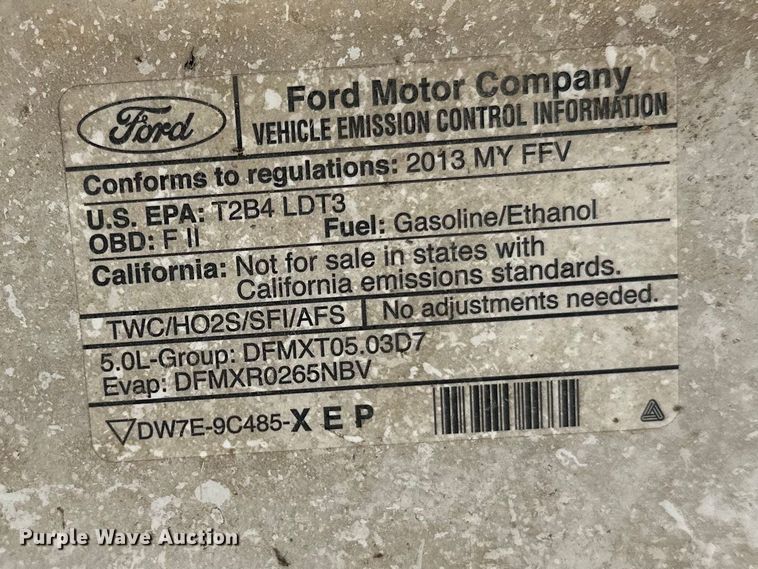 Ford
Ford Motor Company
VEHICLE EMISSION CONTROL INFORMATION
Conforms to regulations: 2013 MY FFV
U.S. EPA: T2B4 LDT3
OBD: F II Fuel: Gasoline/Ethanol
California: Not for sale in states with
California emissions standards.
TWC/HO2S/SFI/AFS No adjustments needed.
5.0L-Group: DFMXT05.03D7
Evap: DFMXR0265NBV
DW7E-9C485-XEP
Purple Wave Auction